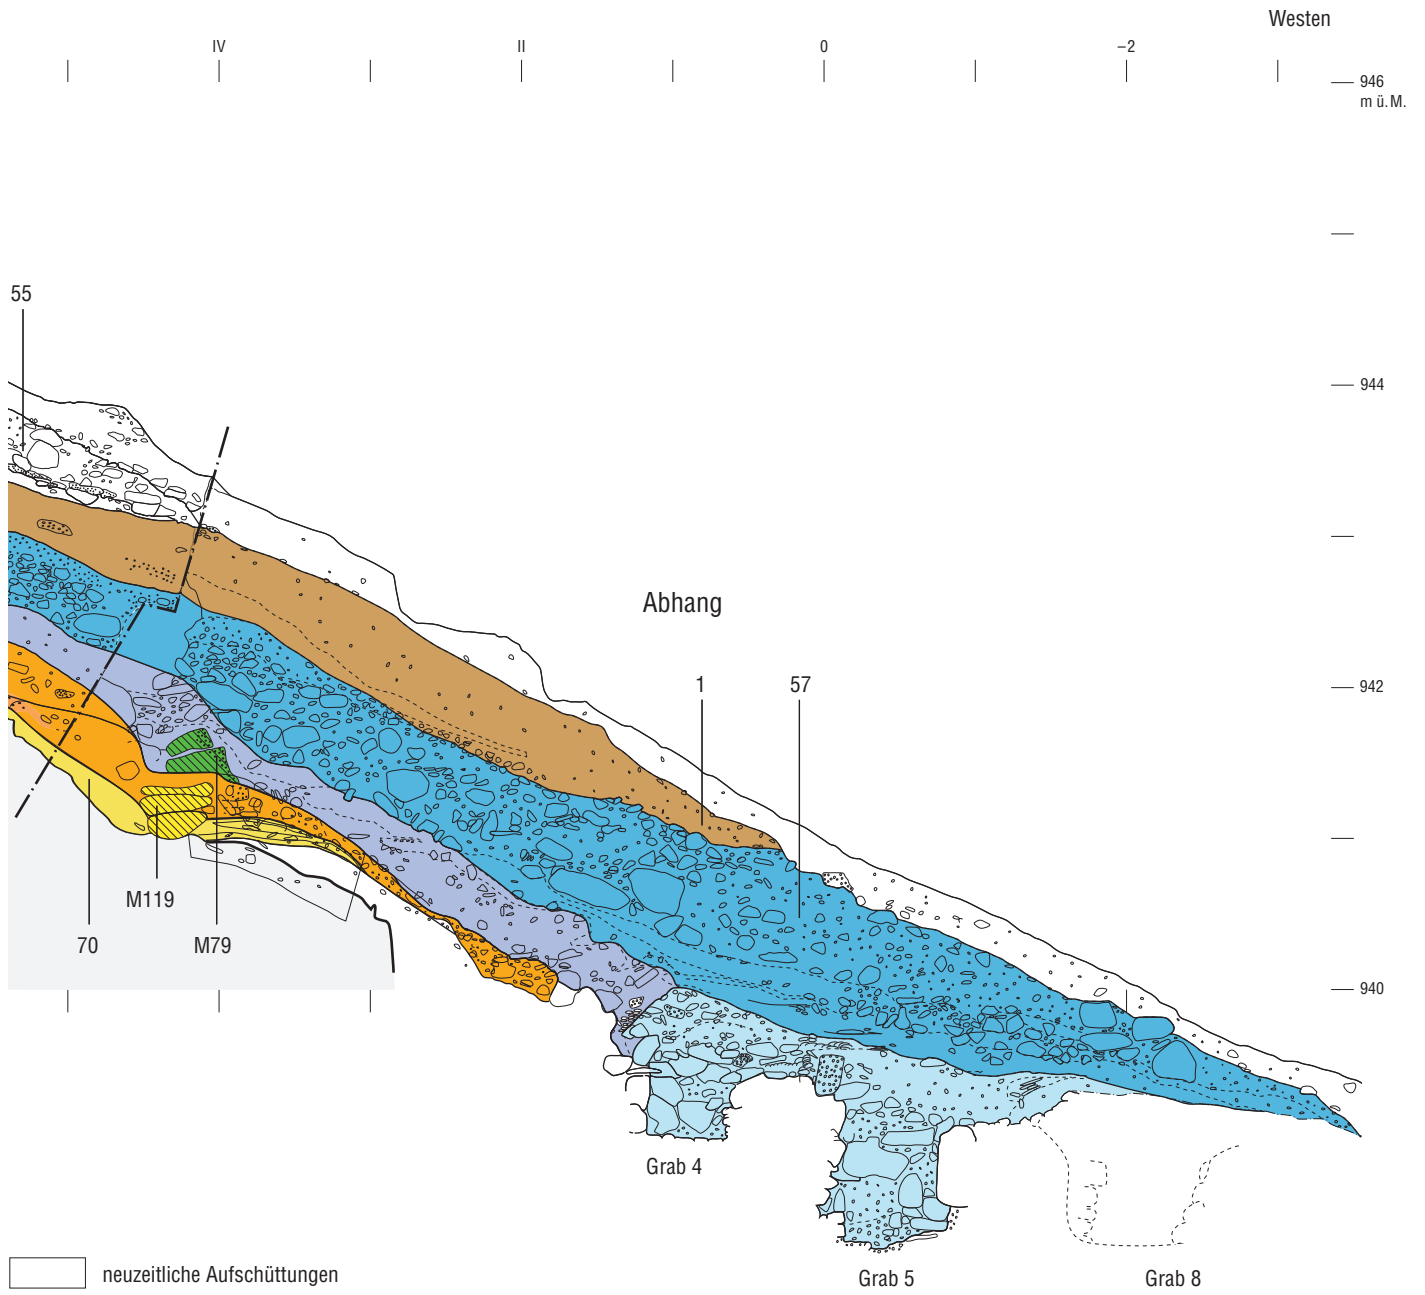 Westen
IV
II
0
–2
946
m ü.M.
55
944
Abhang
1
57
942
M119
70
M79
940
Grab 4
Grab 5
Grab 8
neuzeitliche Aufschüttungen